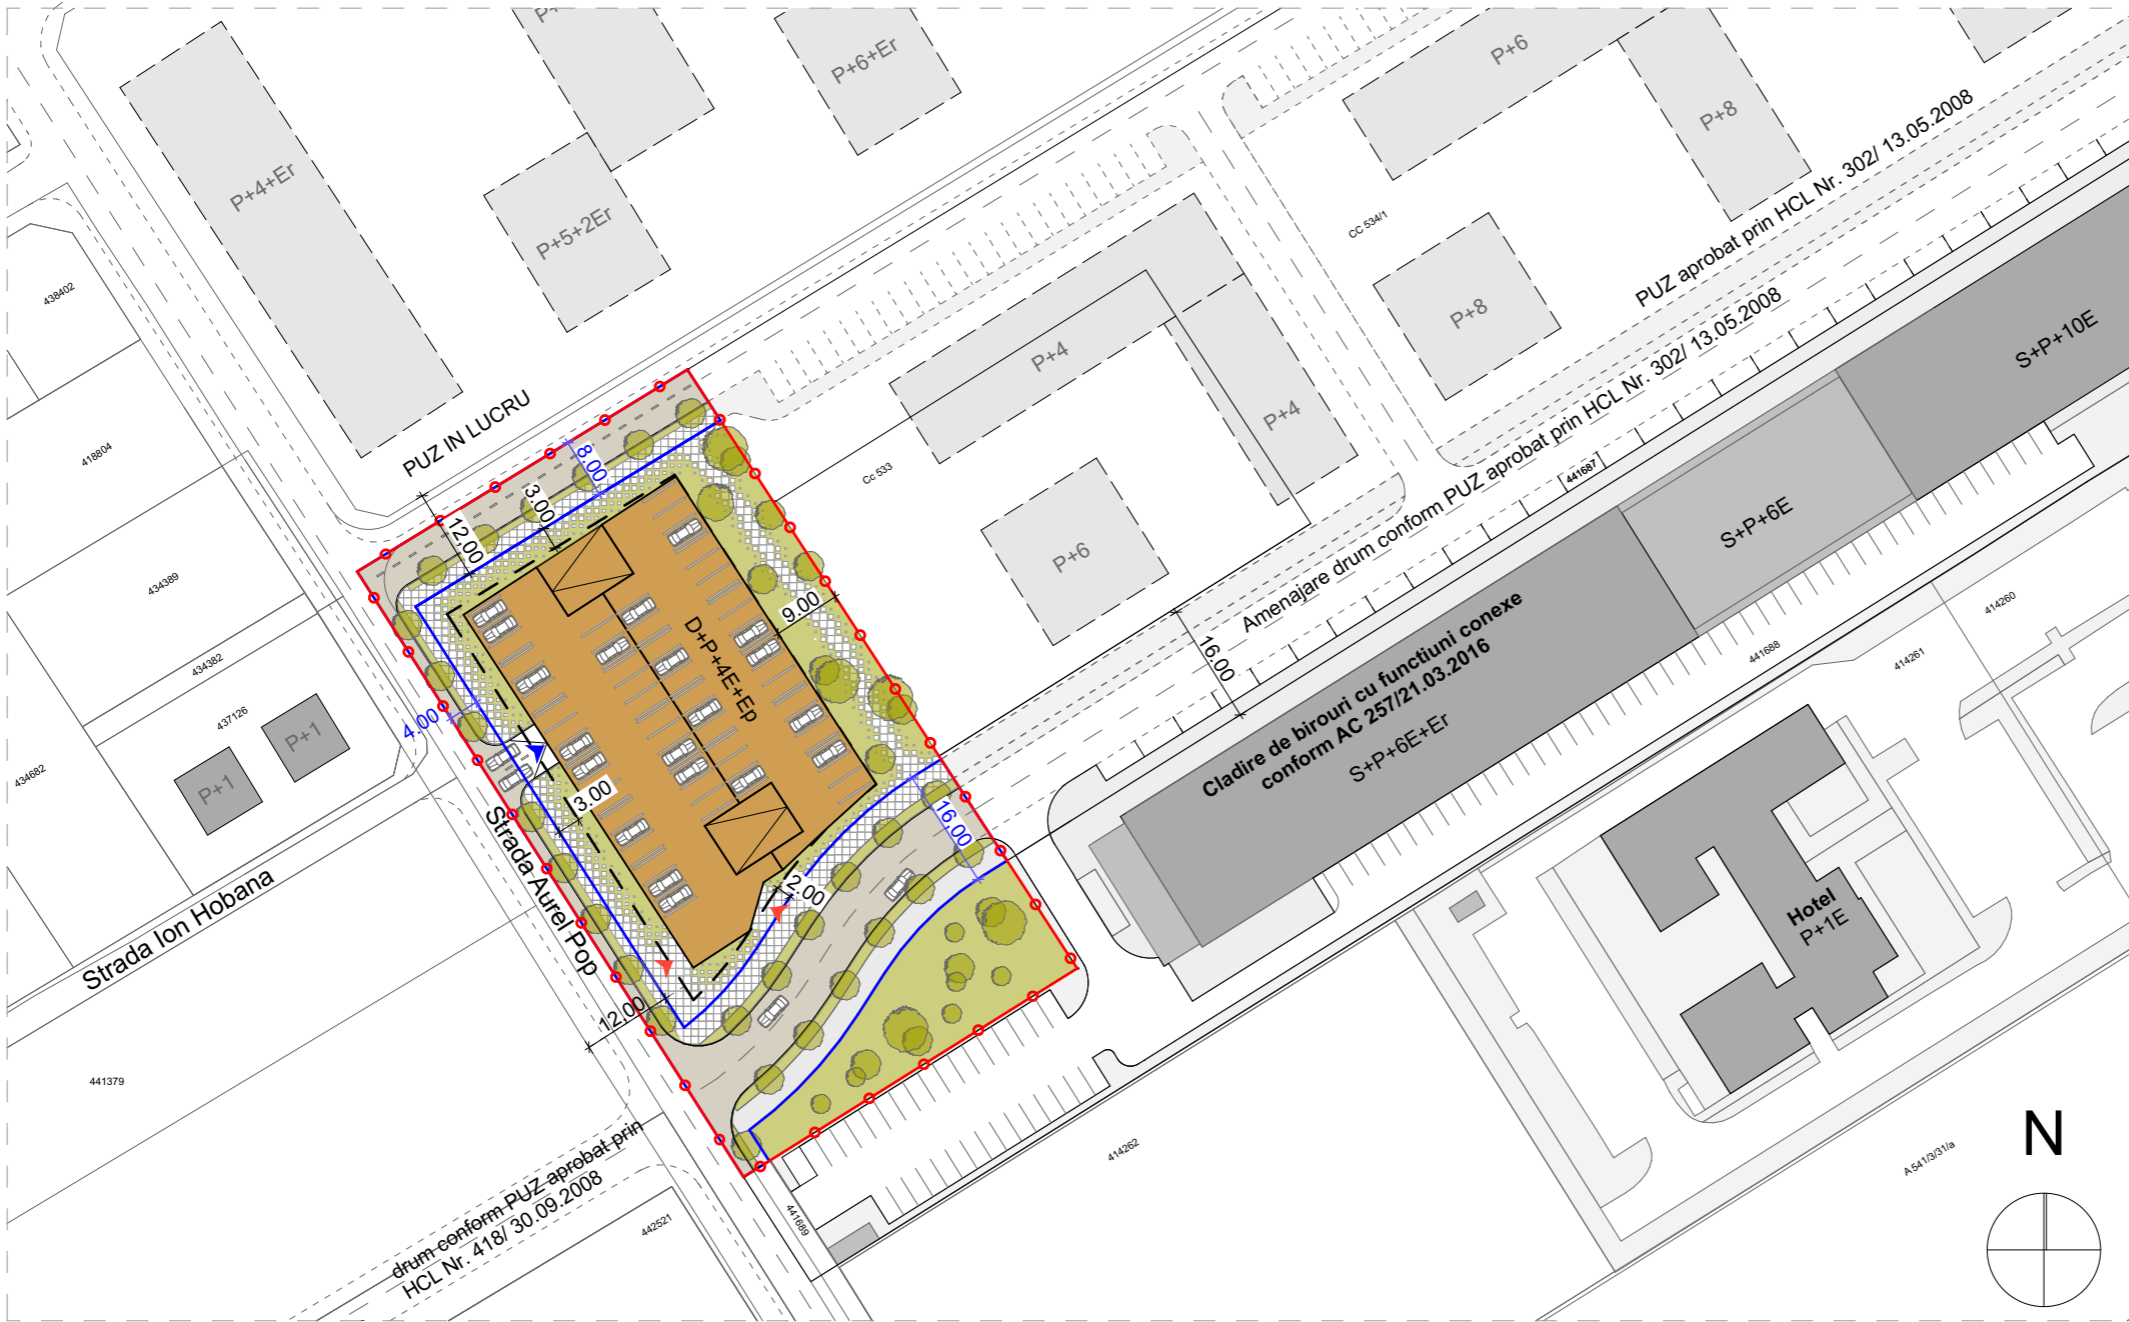 P+6+Er
P+6
P+8
P+4+Er
P+5+2Er
CC 534/1
PUZ aprobat prin HCL Nr. 302/ 13.05.2008
438402
P+8
P+4
P+4
S+P+10E
PUZ IN LUCRU
418804
8.00
3.00
12,00
Cc 533
441687
Amenajare drum conform PUZ aprobat prin HCL Nr. 302/ 13.05.2008
S+P+6E
P+6
434389
9.00
414260
434382
D+P+4E+Ep
16.00
Cladire de birouri cu functiuni conexe
conform AC 257/21.03.2016
S+P+6E+Er
441688
414261
437126
P+1
P+1
4.00
434682
3.00
16,00
Strada Aurel Pop
2.00
Strada Ion Hobana
Hotel
P+1E
12,00
441379
N
drum conform PUZ aprobat prin
HCL Nr. 418/ 30.09.2008
414262
A 541/3/31/a
442521
441689